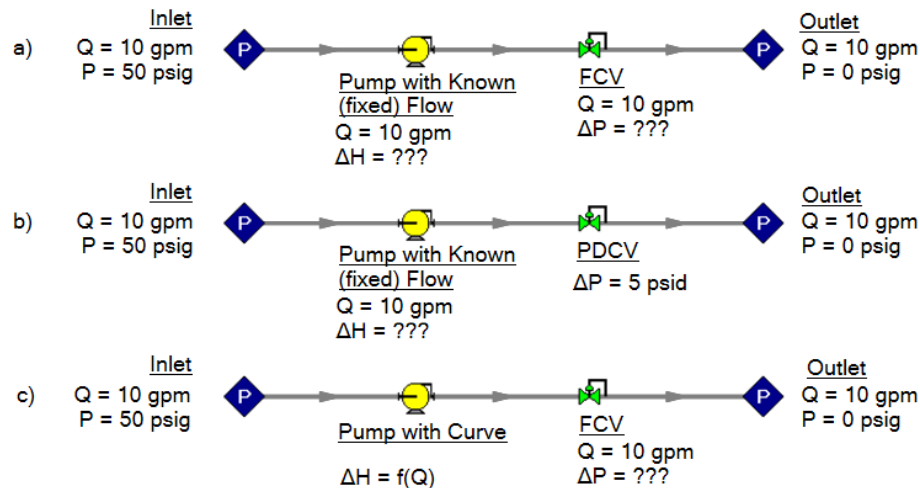 a)
Inlet
Q = 10 gpm
P = 50 psig
P
Pump with Known
(fixed) Flow
Q = 10 gpm
ΔH = ???
FCV
Q = 10 gpm
ΔP = ???
P
Outlet
Q = 10 gpm
P = 0 psig
b)
Inlet
Q = 10 gpm
P = 50 psig
P
Pump with Known
(fixed) Flow
Q = 10 gpm
ΔH = ???
PDCV
ΔP = 5 psid
P
Outlet
Q = 10 gpm
P = 0 psig
c)
Inlet
Q = 10 gpm
P = 50 psig
P
Pump with Curve
ΔH = f(Q)
FCV
Q = 10 gpm
ΔP = ???
P
Outlet
Q = 10 gpm
P = 0 psig